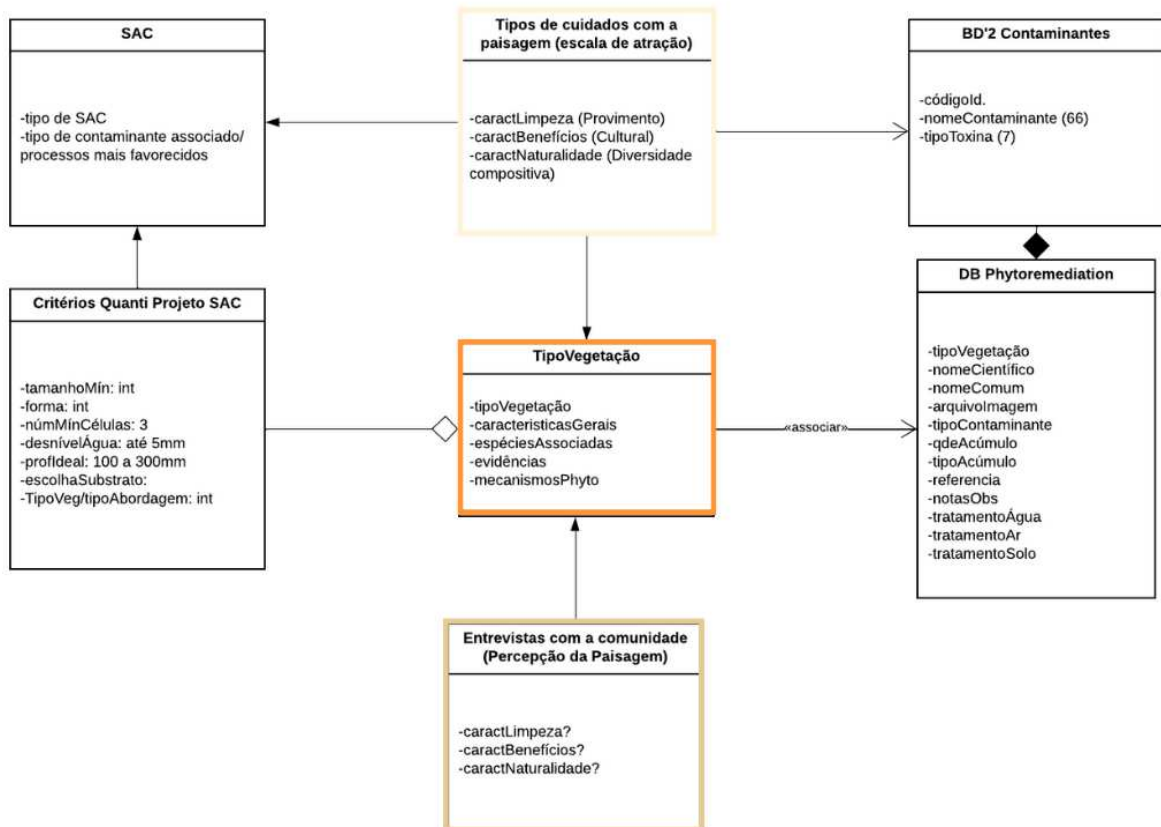 SAC
-tipo de SAC
-tipo de contaminante associado/
processos mais favorecidos
Tipos de cuidados com a
paisagem (escala de atração)
-caractLimpeza (Provimento)
-caractBenefícios (Cultural)
-caractNaturalidade (Diversidade
compositiva)
BD'2 Contaminantes
-códigoId.
-nomeContaminante (66)
-tipoToxina (7)
Critérios Quanti Projeto SAC
-tamanhoMín: int
-forma: int
-númMínCélulas: 3
-desnívelÁgua: até 5mm
-profIdeal: 100 a 300mm
-escolhaSubstrato:
-TipoVeg/tipoAbordagem: int
TipoVegetação
-tipoVegetação
-caracteristicasGerais
-espéciesAssociadas
-evidências
-mecanismosPhyto
«associar»
DB Phytoremediation
-tipoVegetação
-nomeCientífico
-nomeComum
-arquivoImagem
-tipoContaminante
-qdeAcúmulo
-tipoAcúmulo
-referencia
-notasObs
-tratamentoÁgua
-tratamentoAr
-tratamentoSolo
Entrevistas com a comunidade
(Percepção da Paisagem)
-caractLimpeza?
-caractBenefícios?
-caractNaturalidade?